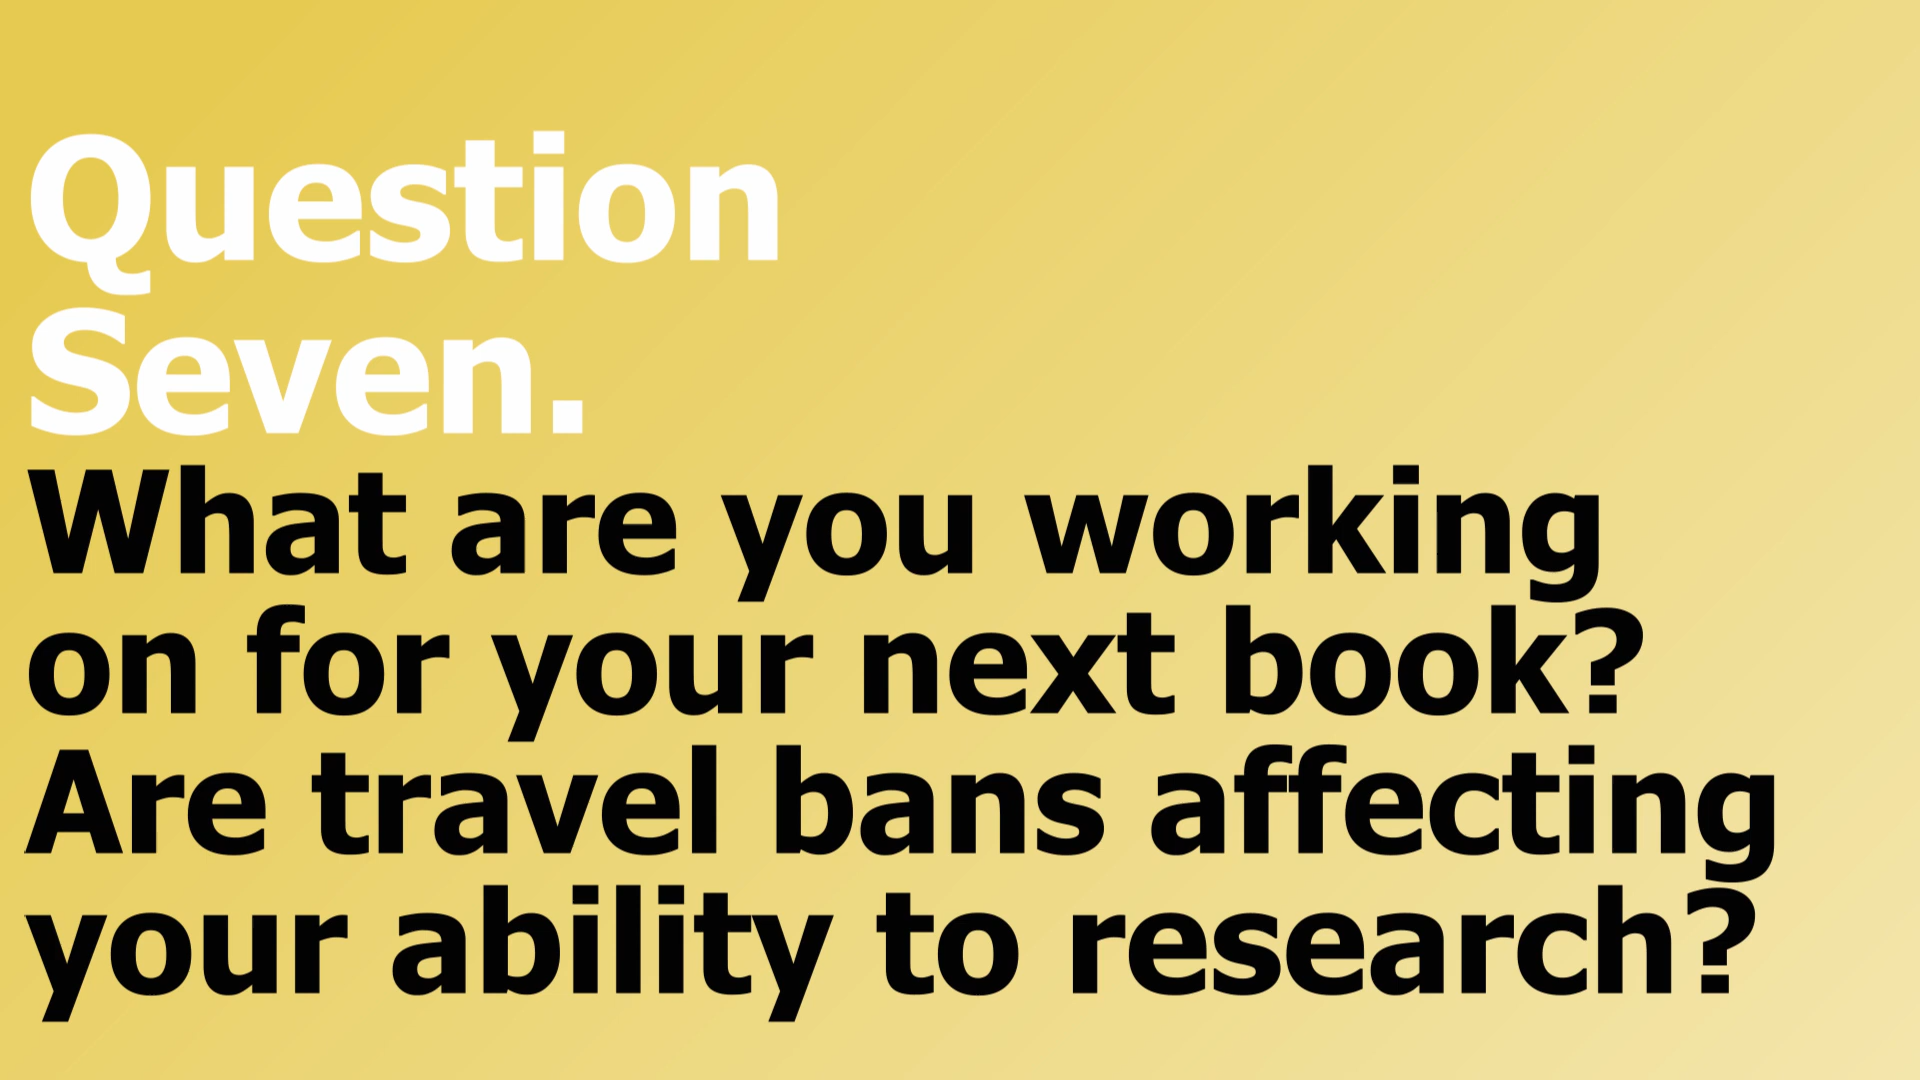 Question
Seven.
What are you working
on for your next book?
Are travel bans affecting
your ability to research?